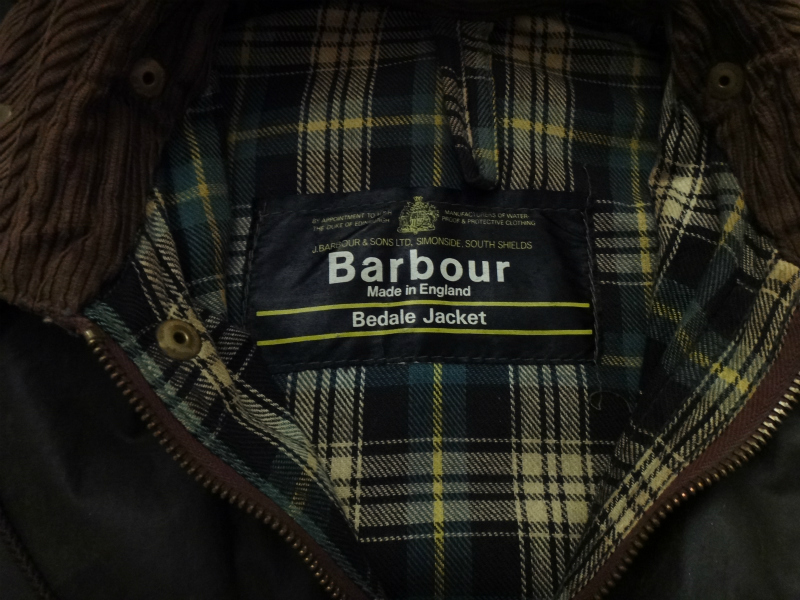 BY APPOINTMENT TO H.R.H. MANUFACTURERS OF WATER-
THE DUKE OF EDINBURGH PROOF & PROTECTIVE CLOTHING
J.BARBOUR & SONS LTD, SIMONSIDE, SOUTH SHIELDS
Barbour
Made in England
Bedale Jacket